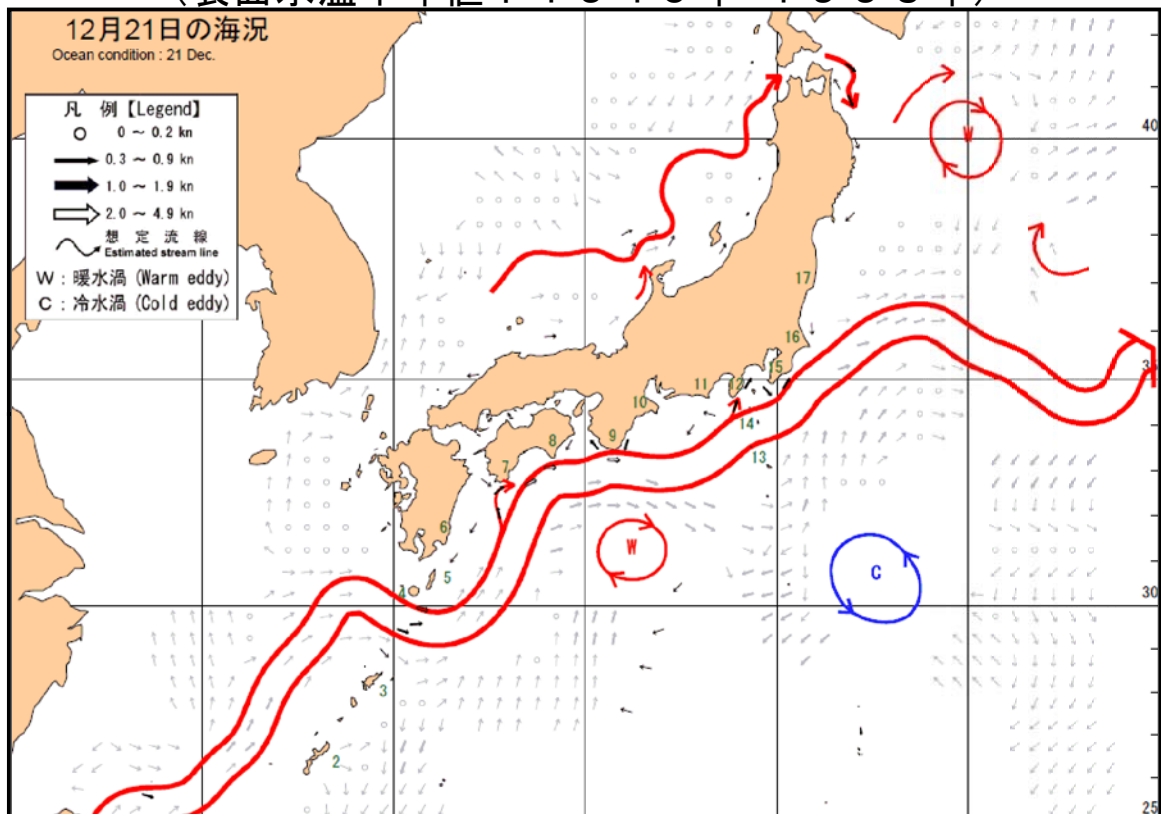 12月21日の海況
Ocean condition : 21 Dec.
凡 例【Legend】
0 ～ 0.2 kn
0.3 ～ 0.9 kn
1.0 ～ 1.9 kn
2.0 ～ 4.9 kn
想 定 流 線
Estimated stream line
W : 暖水渦 (Warm eddy)
C : 冷水渦 (Cold eddy)
W
40
17
16
15
12
11
10
14
9
8
13
7
6
W
5
C
4
30
3
2
25